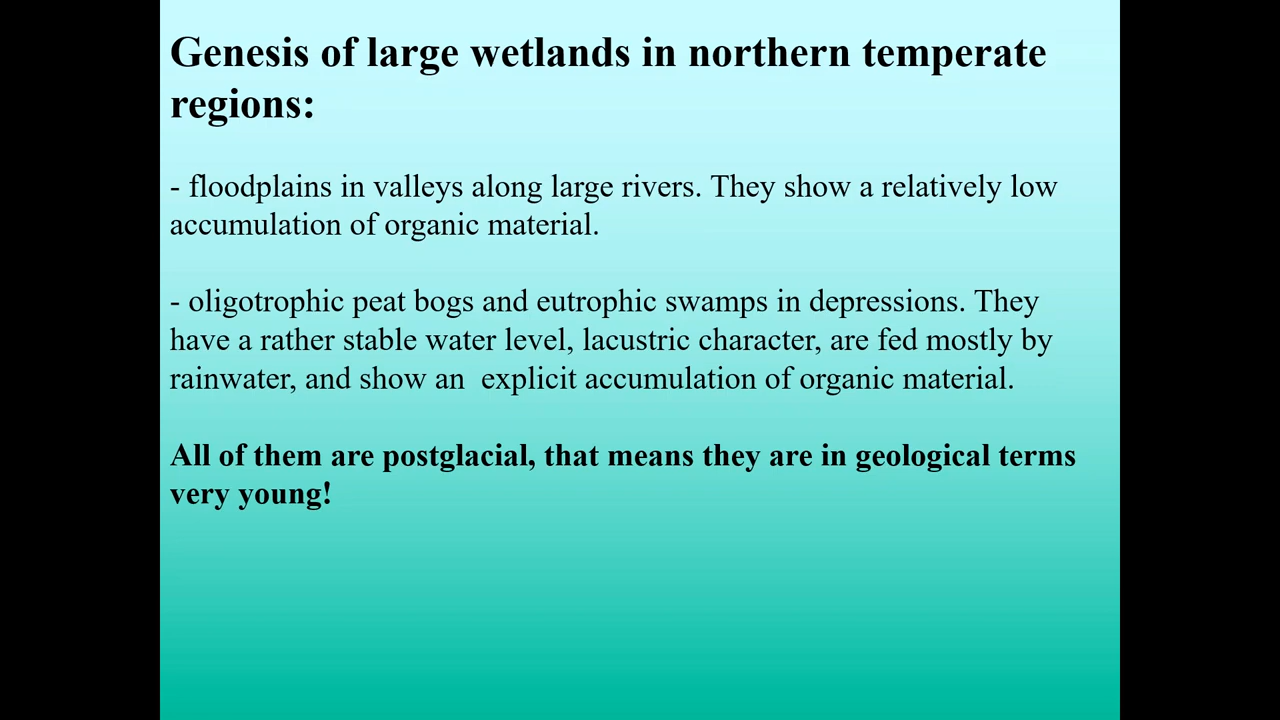 Genesis of large wetlands in northern temperate
regions:
- floodplains in valleys along large rivers. They show a relatively low
accumulation of organic material.
- oligotrophic peat bogs and eutrophic swamps in depressions. They
have a rather stable water level, lacustric character, are fed mostly by
rainwater, and show an  explicit accumulation of organic material.
All of them are postglacial, that means they are in geological terms
very young!